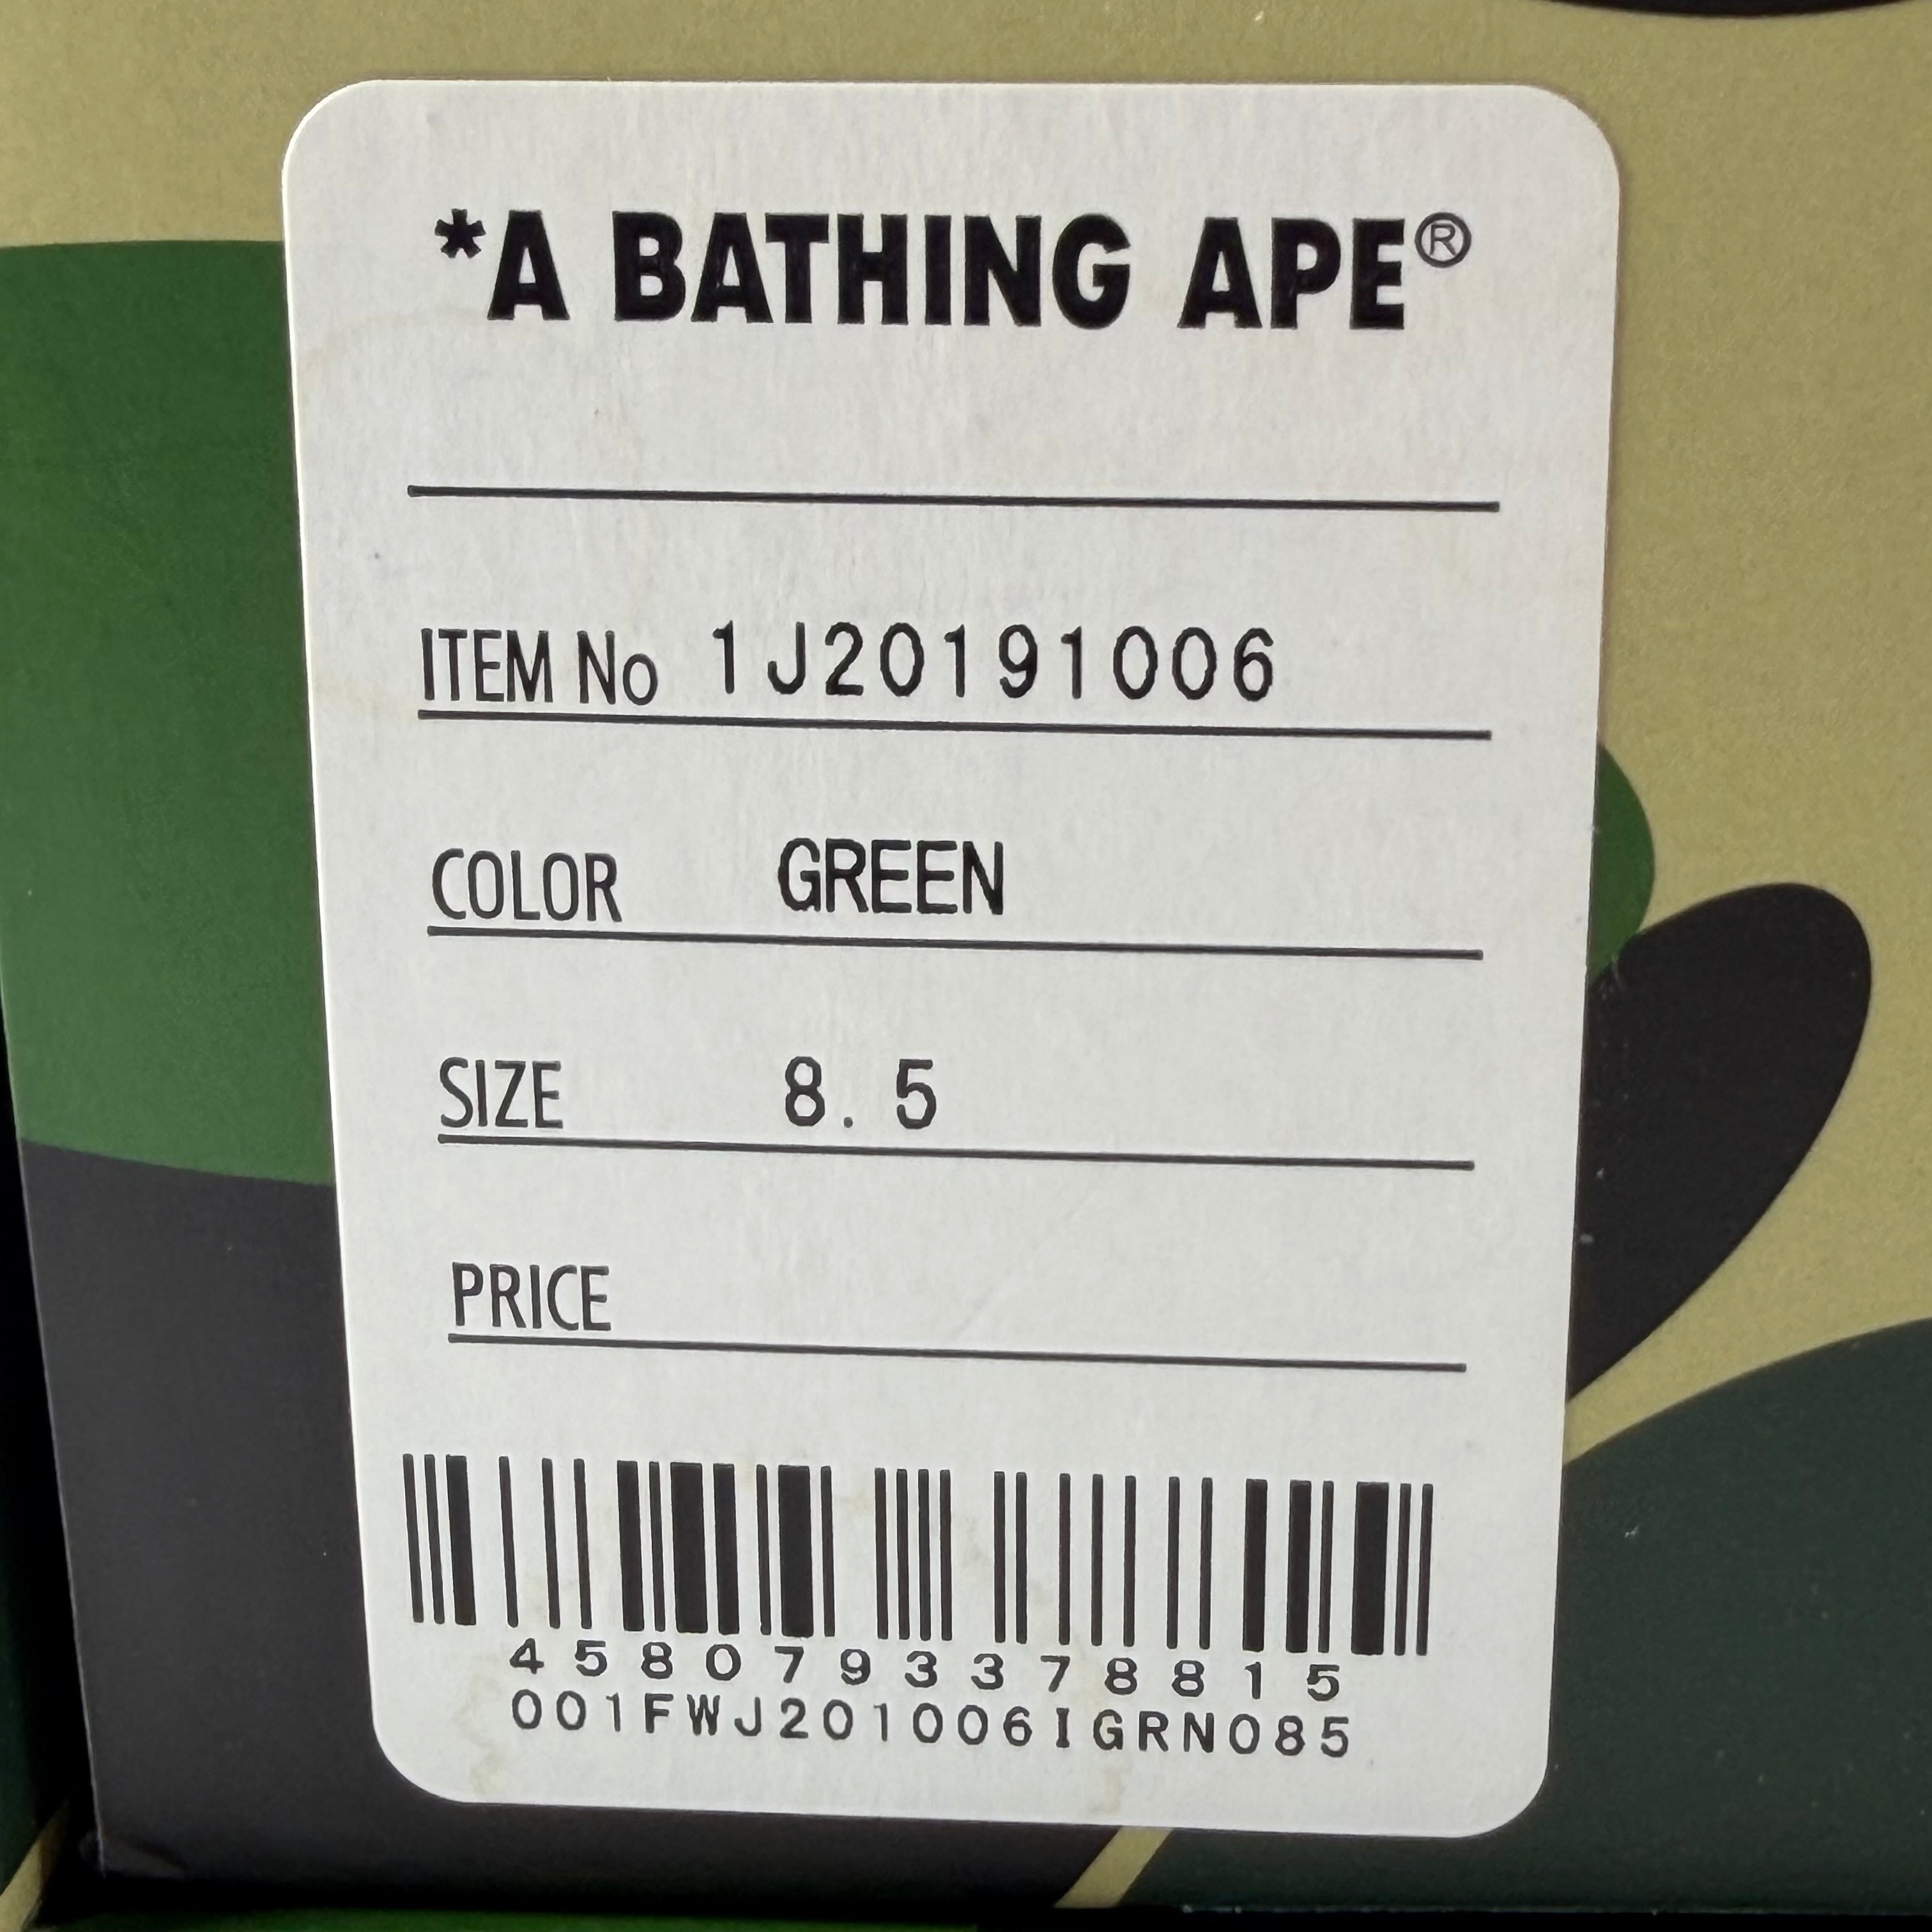 *A BATHING APE®
ITEM No 1J20191006
COLOR GREEN
SIZE 8.5
PRICE
4580793378815
001FWJ201006IGRN085